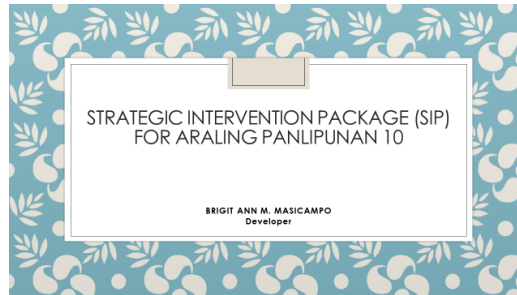 STRATEGIC INTERVENTION PACKAGE (SIP)
FOR ARALING PANLIPUNAN 10
BRIGIT ANN M. MASICAMPO
Developer